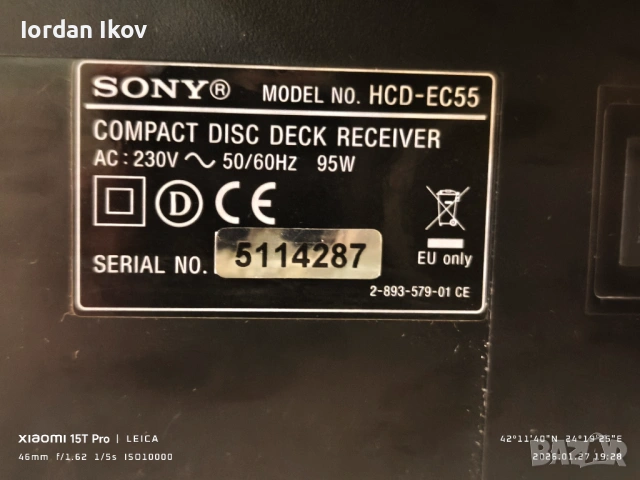 Iordan Ikov
SONY® MODEL NO. HCD-EC55
COMPACT DISC DECK RECEIVER
AC: 230V ~ 50/60Hz 95W
D CE
SERIAL NO. 5114287
EU only
2-893-579-01 CE
XIAOMI 15T Pro | LEICA
46mm f/1.62 1/5s ISO10000
42°11'40"N 24°19'25"E
2026.01.27 19:28
BAZAR